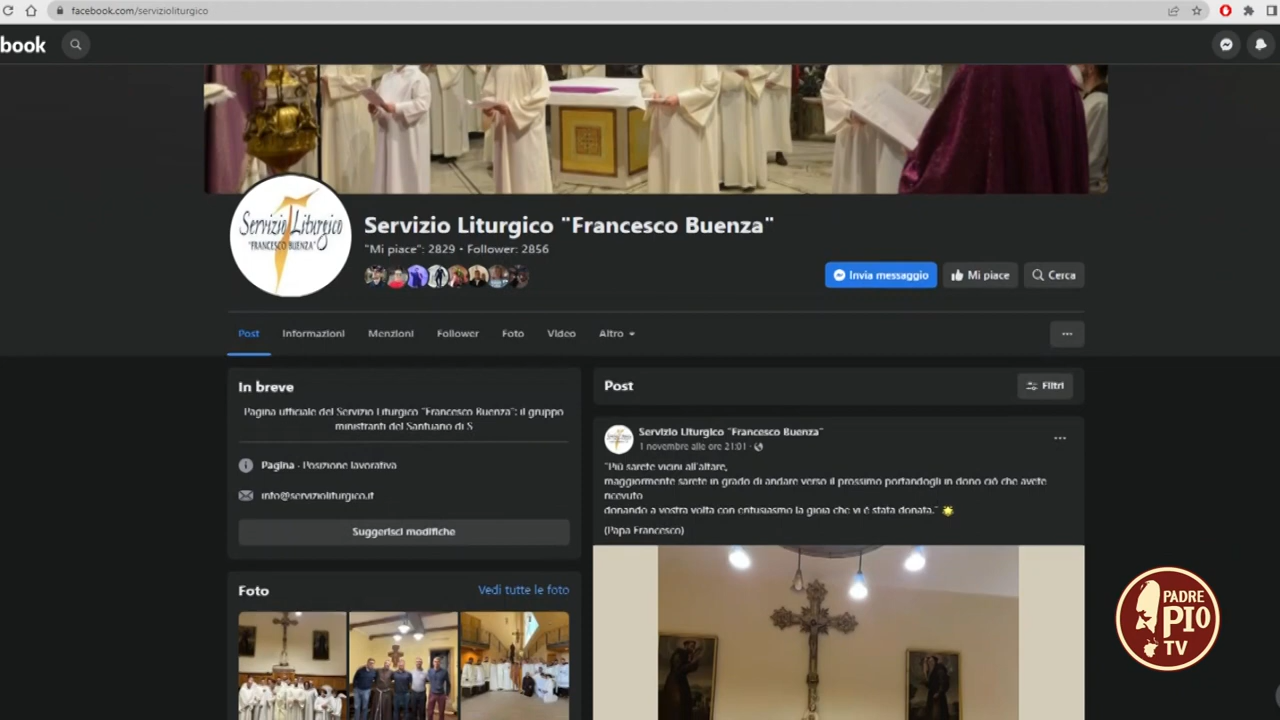 facebook.com/servizioliturgico
book
Servizio Liturgico
"FRANCESCO BUENZA"
Servizio Liturgico "Francesco Buenza"
"Mi piace": 2829 • Follower: 2856
Invia messaggio
Mi piace
Cerca
Post
Informazioni
Menzioni
Follower
Foto
Video
Altro
In breve
Pagina ufficiale del Servizio Liturgico "Francesco Buenza": il gruppo
ministranti del Santuario di S
Pagina · Posizione lavorativa
info@servizioliturgico.it
Suggerisci modifiche
Foto
Vedi tutte le foto
Post
Filtri
Servizio Liturgico "Francesco Buenza"
1 novembre alle ore 21:01 ·
"Più sarete vicini all'altare,
maggiormente sarete in grado di andare verso il prossimo portandogli in dono ciò che avete
ricevuto
donando a vostra volta con entusiasmo la gioia che vi è stata donata."
(Papa Francesco)
PADRE
PIO
TV